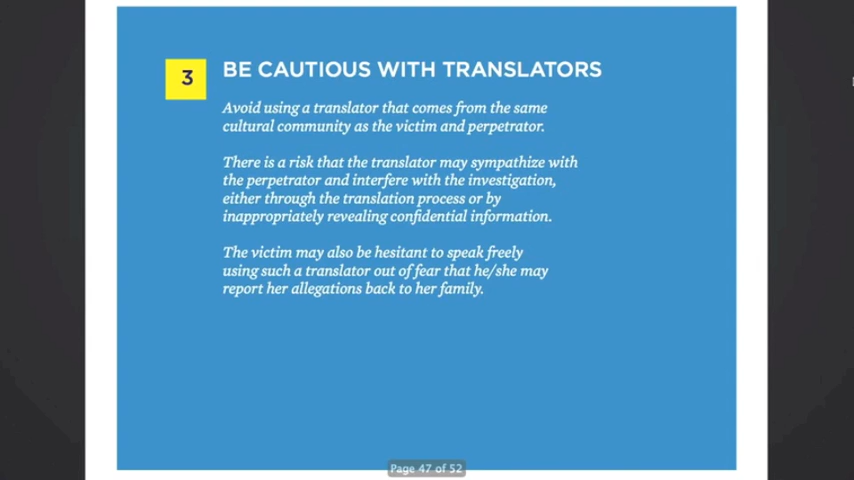 3
BE CAUTIOUS WITH TRANSLATORS
Avoid using a translator that comes from the same
cultural community as the victim and perpetrator.
There is a risk that the translator may sympathize with
the perpetrator and interfere with the investigation,
either through the translation process or by
inappropriately revealing confidential information.
The victim may also be hesitant to speak freely
using such a translator out of fear that he/she may
report her allegations back to her family.
Page 47 of 52